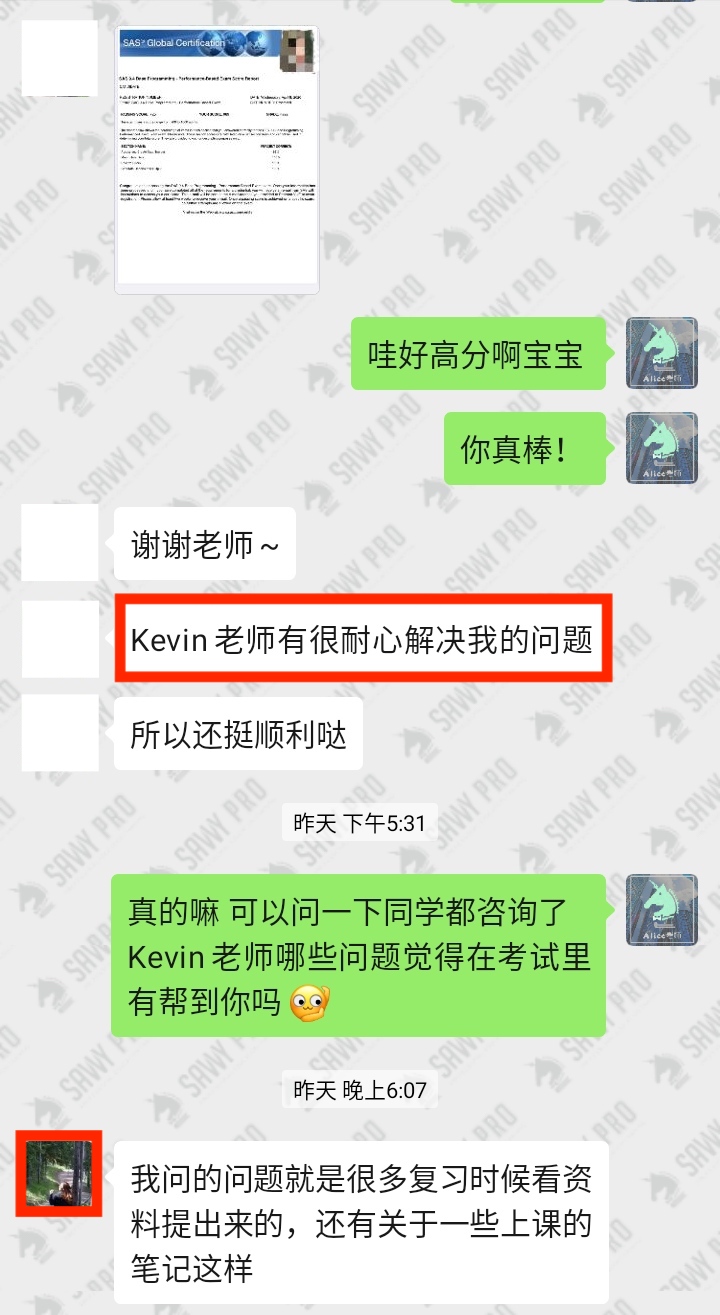 SAS® Global Certification
哇好高分啊宝宝
Alice老师
你真棒！
Alice老师
谢谢老师~
Kevin 老师有很耐心解决我的问题
所以还挺顺利哒
昨天 下午5:31
真的嘛 可以问一下同学都咨询了
Kevin 老师哪些问题觉得在考试里
有帮到你吗
Alice老师
昨天 晚上6:07
我问的问题就是很多复习时候看资
料提出来的，还有关于一些上课的
笔记这样
SAWY PRO